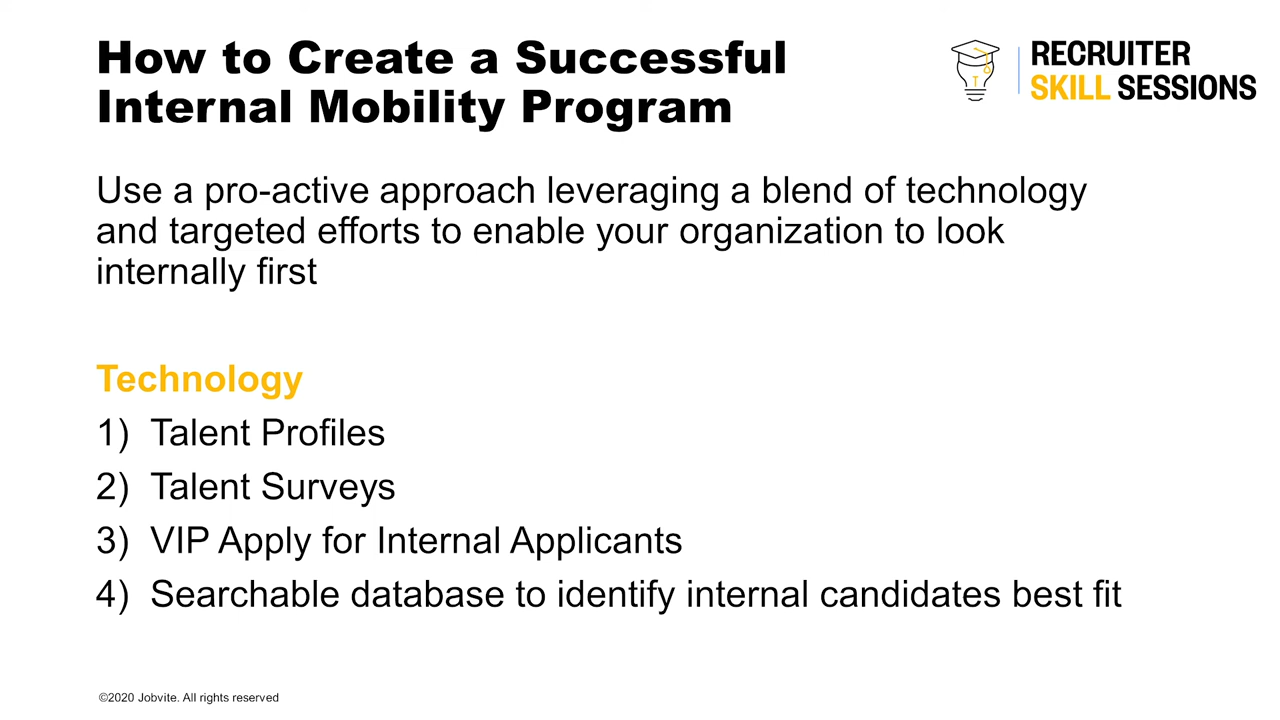 How to Create a Successful
Internal Mobility Program
RECRUITER
SKILL SESSIONS
Use a pro-active approach leveraging a blend of technology
and targeted efforts to enable your organization to look
internally first
Technology
1) Talent Profiles
2) Talent Surveys
3) VIP Apply for Internal Applicants
4) Searchable database to identify internal candidates best fit
©2020 Jobvite. All rights reserved